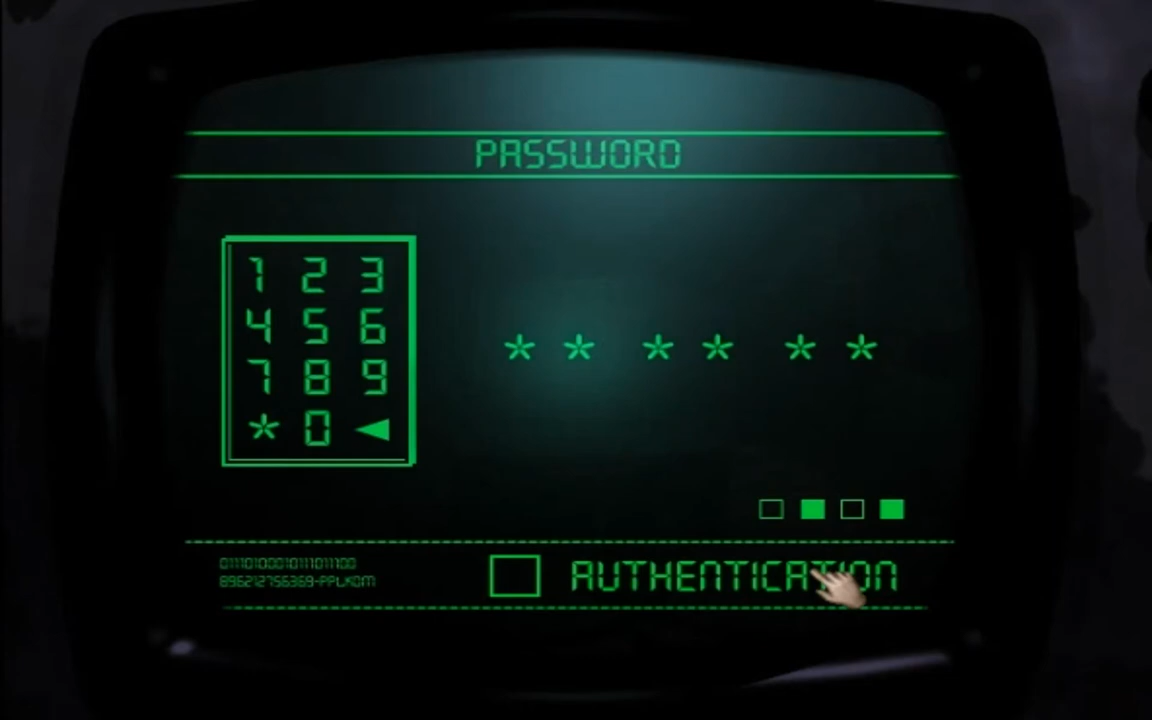 PASSWORD
1 2 3
4 5 6
7 8 9
* 0 ◄
* * * * * *
AUTHENTICATION